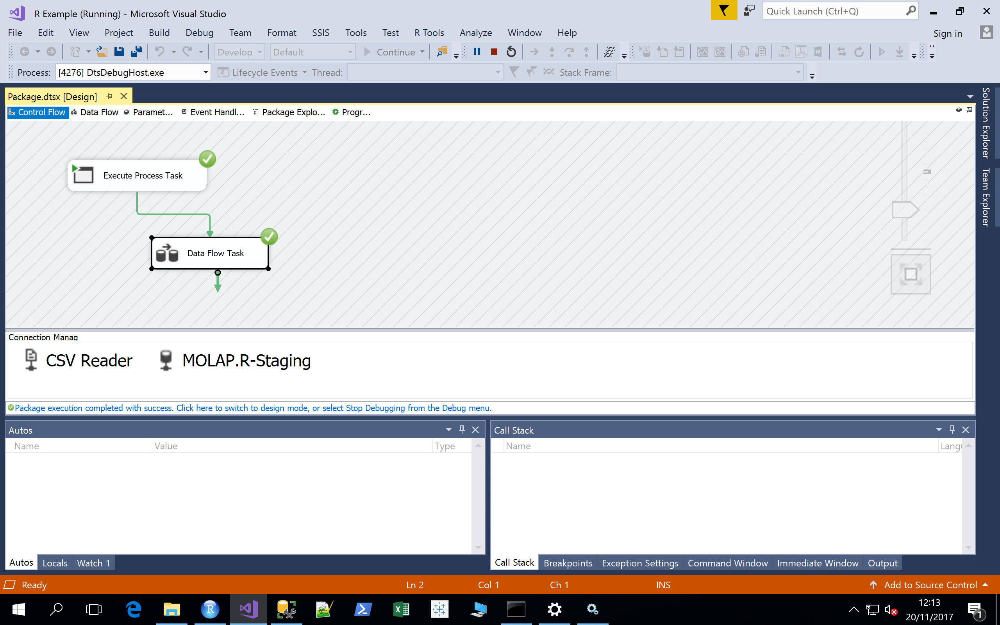 R Example (Running) - Microsoft Visual Studio
Quick Launch (Ctrl+Q)
File Edit View Project Build Debug Team Format SSIS Tools Test R Tools Analyze Window Help
Sign in
Develop Default Continue
Process: [4276] DtsDebugHost.exe Lifecycle Events Thread: Stack Frame:
Package.dtsx [Design]
Control Flow Data Flow Paramet... Event Handl... Package Explo... Progr...
Solution Explorer
Team Explorer
Execute Process Task
Data Flow Task
Connection Manag
CSV Reader MOLAP.R-Staging
Package execution completed with success. Click here to switch to design mode, or select Stop Debugging from the Debug menu.
Autos
Name Value Type
Call Stack
Name Langu
Autos Locals Watch 1
Call Stack Breakpoints Exception Settings Command Window Immediate Window Output
Ready Ln 2 Col 1 Ch 1 INS Add to Source Control
12:13
20/11/2017
1